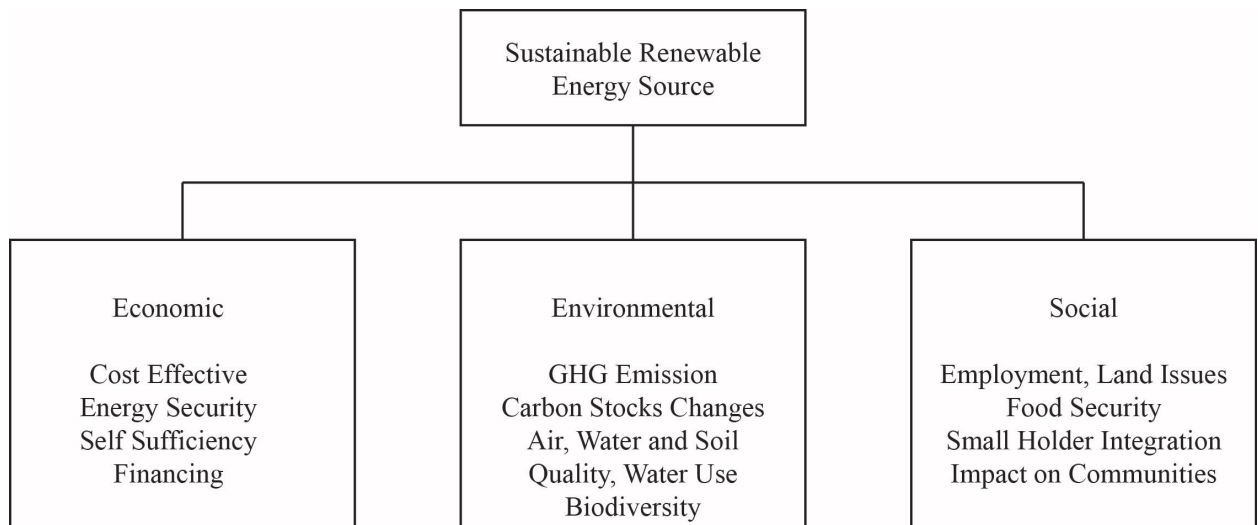 Sustainable Renewable
Energy Source
Economic
Cost Effective
Energy Security
Self Sufficiency
Financing
Environmental
GHG Emission
Carbon Stocks Changes
Air, Water and Soil
Quality, Water Use
Biodiversity
Social
Employment, Land Issues
Food Security
Small Holder Integration
Impact on Communities